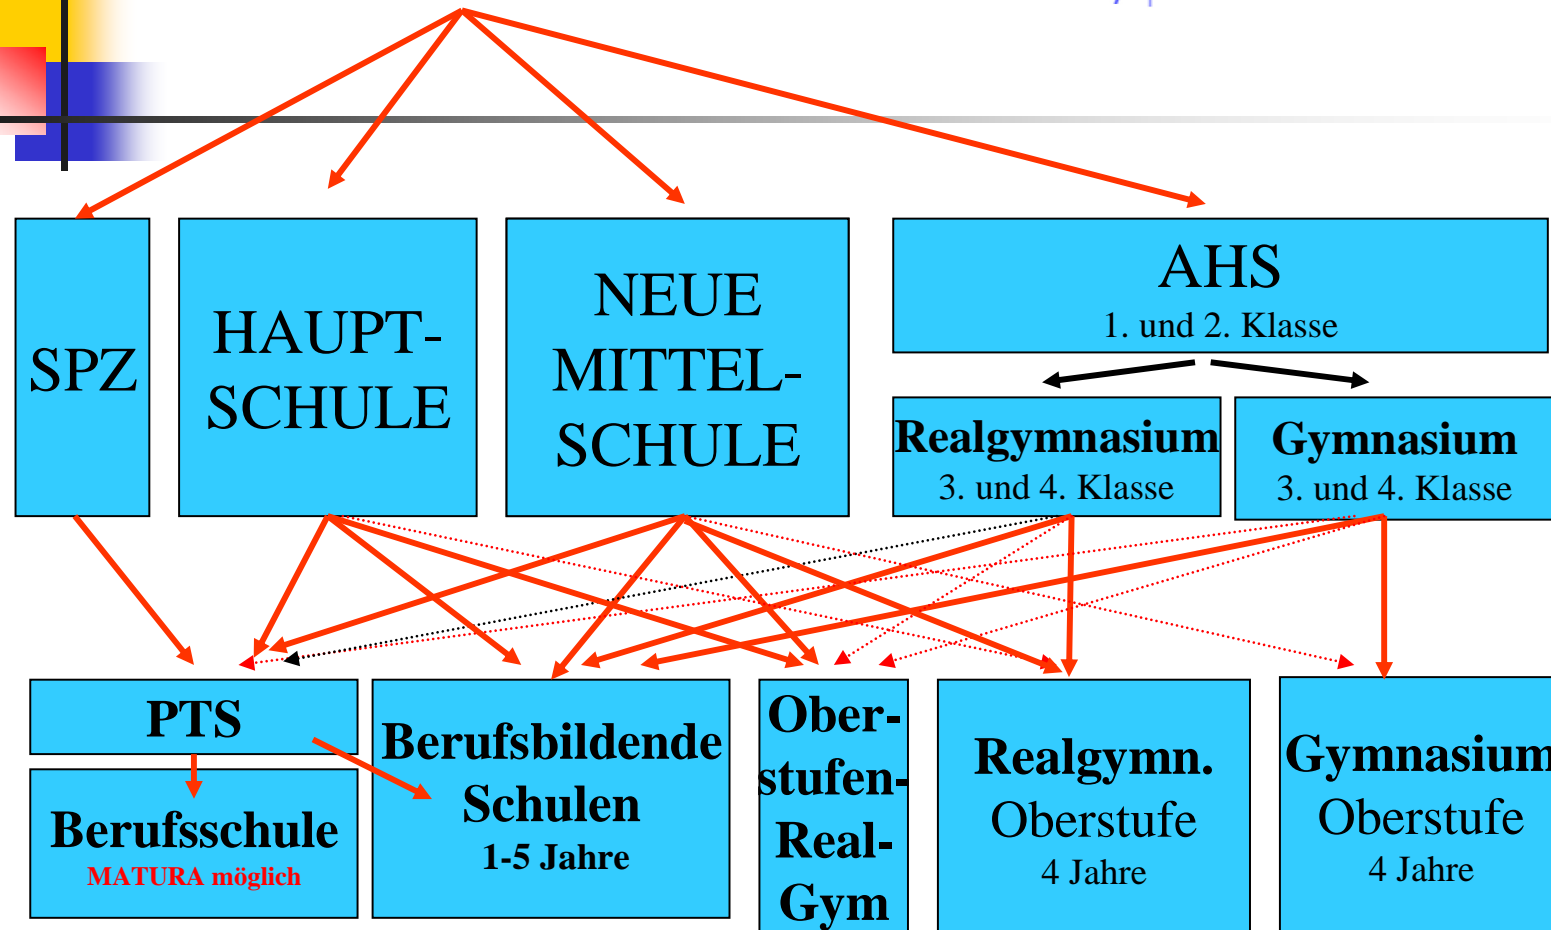 SPZ
HAUPT-
SCHULE
NEUE
MITTEL-
SCHULE
AHS
1. und 2. Klasse
Realgymnasium
3. und 4. Klasse
Gymnasium
3. und 4. Klasse
PTS
Berufsschule
MATURA möglich
Berufsbildende
Schulen
1-5 Jahre
Ober-
stufen-
Real-
Gym
Realgymn.
Oberstufe
4 Jahre
Gymnasium
Oberstufe
4 Jahre